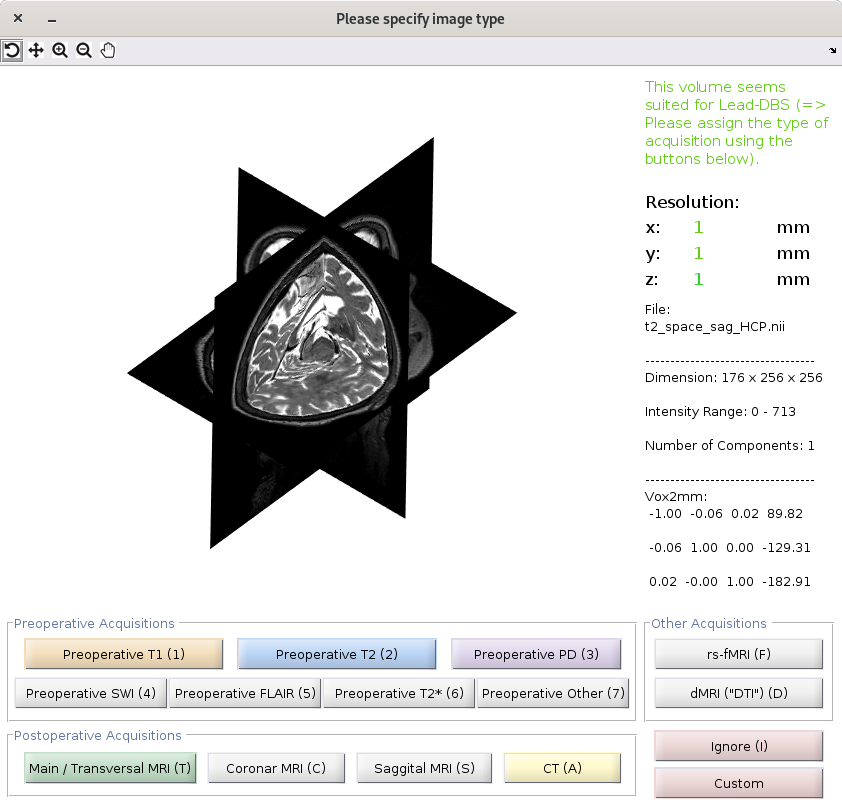 Please specify image type
This volume seems
suited for Lead-DBS (=>
Please assign the type of
acquisition using the
buttons below).
Resolution:
x: 1 mm
y: 1 mm
z: 1 mm
File:
t2_space_sag_HCP.nii
----------------------------------
Dimension: 176 x 256 x 256
Intensity Range: 0 - 713
Number of Components: 1
----------------------------------
Vox2mm:
-1.00 -0.06 0.02 89.82
-0.06 1.00 0.00 -129.31
0.02 -0.00 1.00 -182.91
Preoperative Acquisitions
Preoperative T1 (1)
Preoperative T2 (2)
Preoperative PD (3)
Preoperative SWI (4)
Preoperative FLAIR (5)
Preoperative T2* (6)
Preoperative Other (7)
Other Acquisitions
rs-fMRI (F)
dMRI ("DTI") (D)
Postoperative Acquisitions
Main / Transversal MRI (T)
Coronar MRI (C)
Saggital MRI (S)
CT (A)
Ignore (I)
Custom